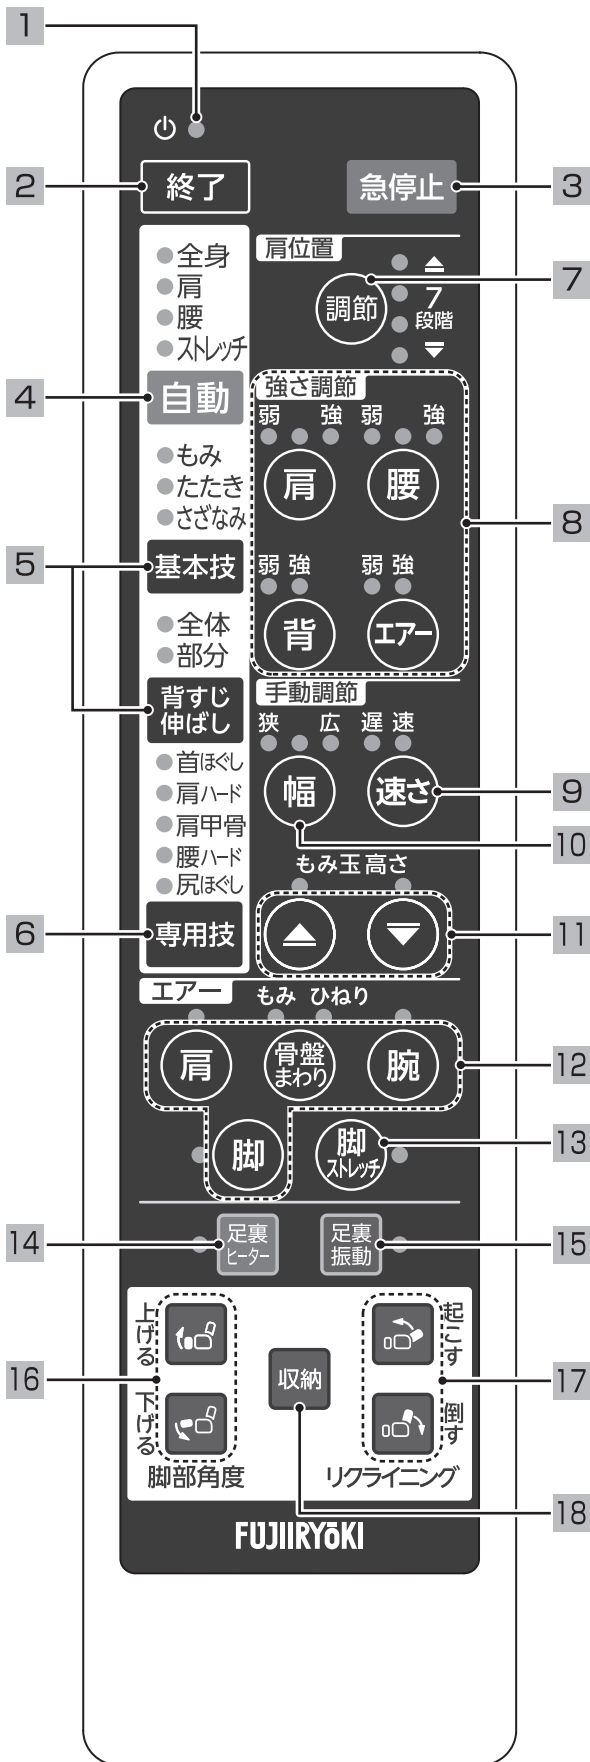 1
2
終了
急停止
3
全身
肩
腰
ストレッチ
4
自動
もみ
たたき
さざなみ
5
基本技
全体
部分
背すじ
伸ばし
首ほぐし
肩ハード
肩甲骨
腰ハード
尻ほぐし
6
専用技
肩位置
調節
7
段階
7
強さ調節
弱 強 弱 強
肩 腰
弱 強 弱 強
背 エアー
8
手動調節
狭 広 遅 速
幅 速さ
9
10
もみ玉高さ
11
エアー
もみ ひねり
肩
骨盤
まわり
腕
12
脚
脚
ストレッチ
13
14
足裏
ヒーター
足裏
振動
15
上げる
下げる
16
脚部角度
収納
起こす
倒す
17
リクライニング
18
FUJIIRYōKI